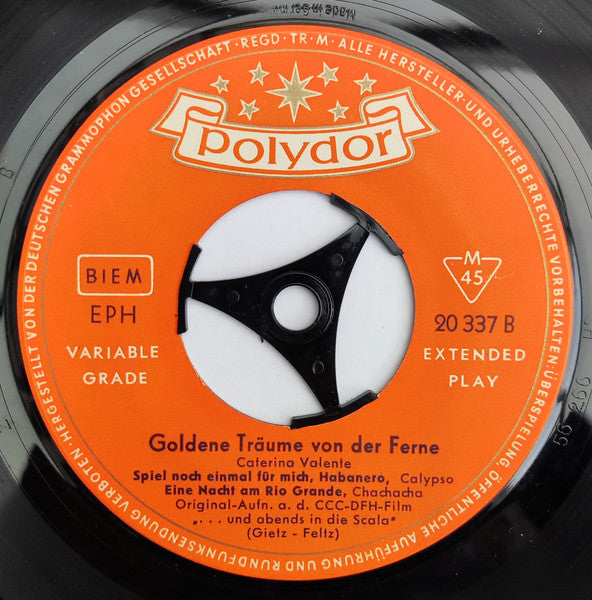 Made in Germany
HERGESTELLT VON DER DEUTSCHEN GRAMMOPHON GESELLSCHAFT · REGD · TR · M · ALLE HERSTELLER- UND URHEBERRECHTE VORBEHALTEN: ÜBERSPIELUNG, ÖFFENTLICHE AUFFÜHRUNG UND RUNDFUNKSENDUNG VERBOTEN ·
Polydor
BIEM
EPH
VARIABLE
GRADE
M
45
20 337 B
EXTENDED
PLAY
Goldene Träume von der Ferne
Caterina Valente
Spiel noch einmal für mich, Habanero, Calypso
Eine Nacht am Rio Grande, Chachacha
Original-Aufn. a. d. CCC-DFH-Film
„. . . und abends in die Scala"
(Gietz - Feltz)